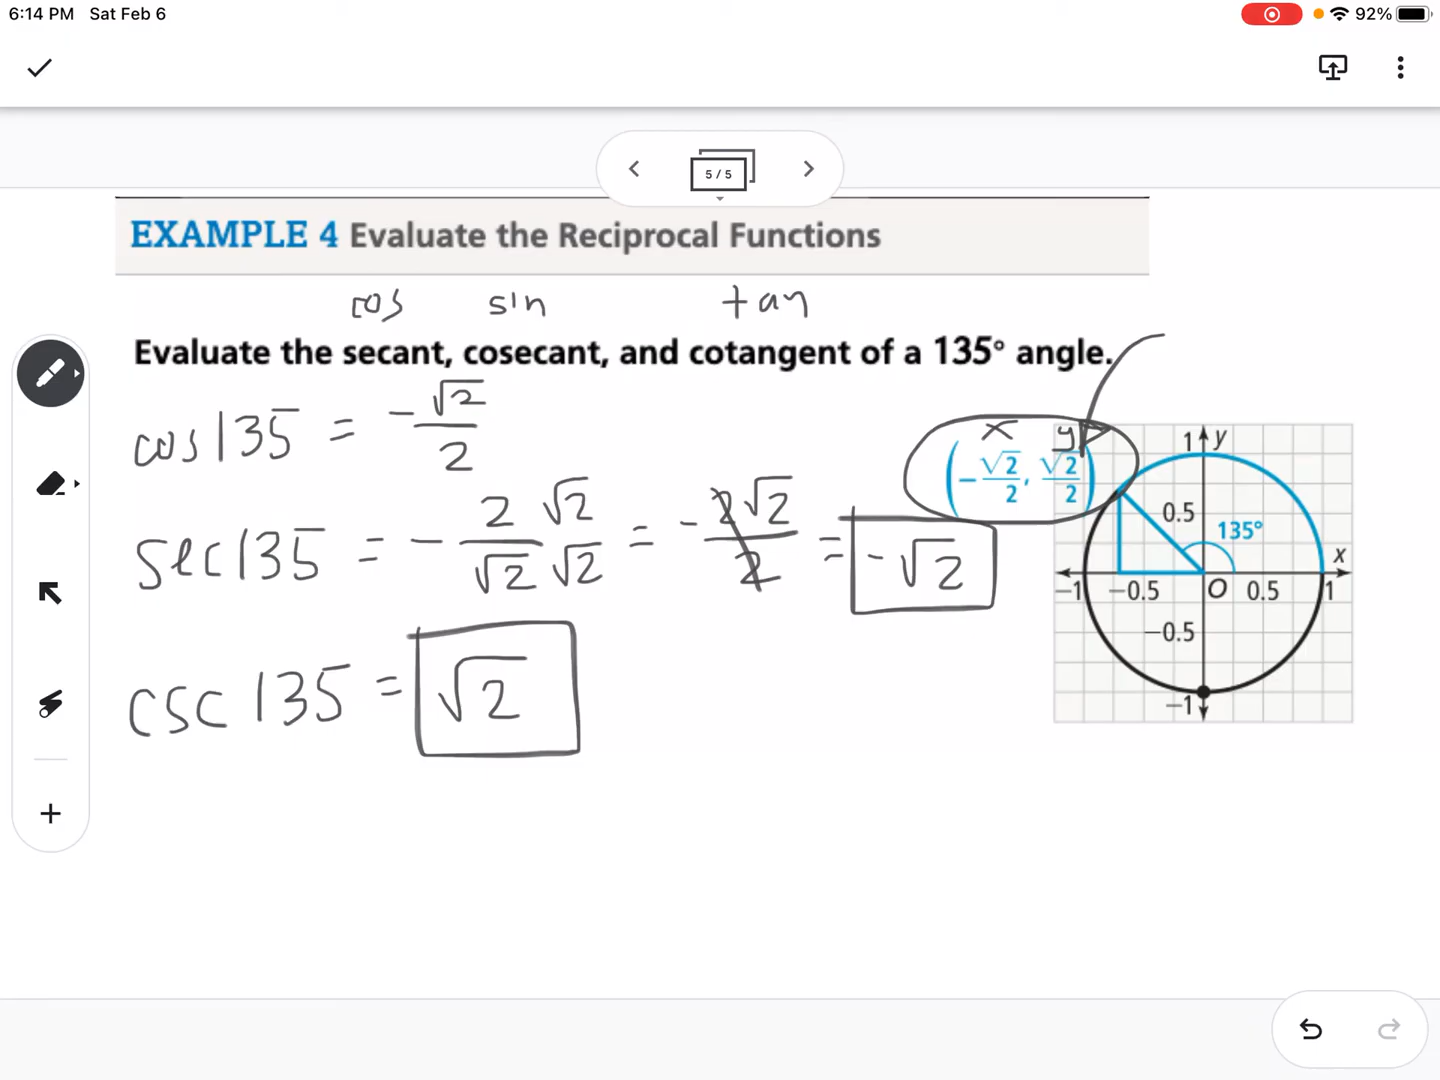 6:14 PM Sat Feb 6
92%
5 / 5
EXAMPLE 4 Evaluate the Reciprocal Functions
cos sin tan
Evaluate the secant, cosecant, and cotangent of a 135° angle.
cos 135 = -√2/2
x y
(-√2/2, √2/2)
sec 135 = - 2 √2/√2 √2 = - 2√2/2 = -√2
csc 135 = √2
1 y
0.5
135°
x
-1 -0.5 O 0.5 1
-0.5
-1